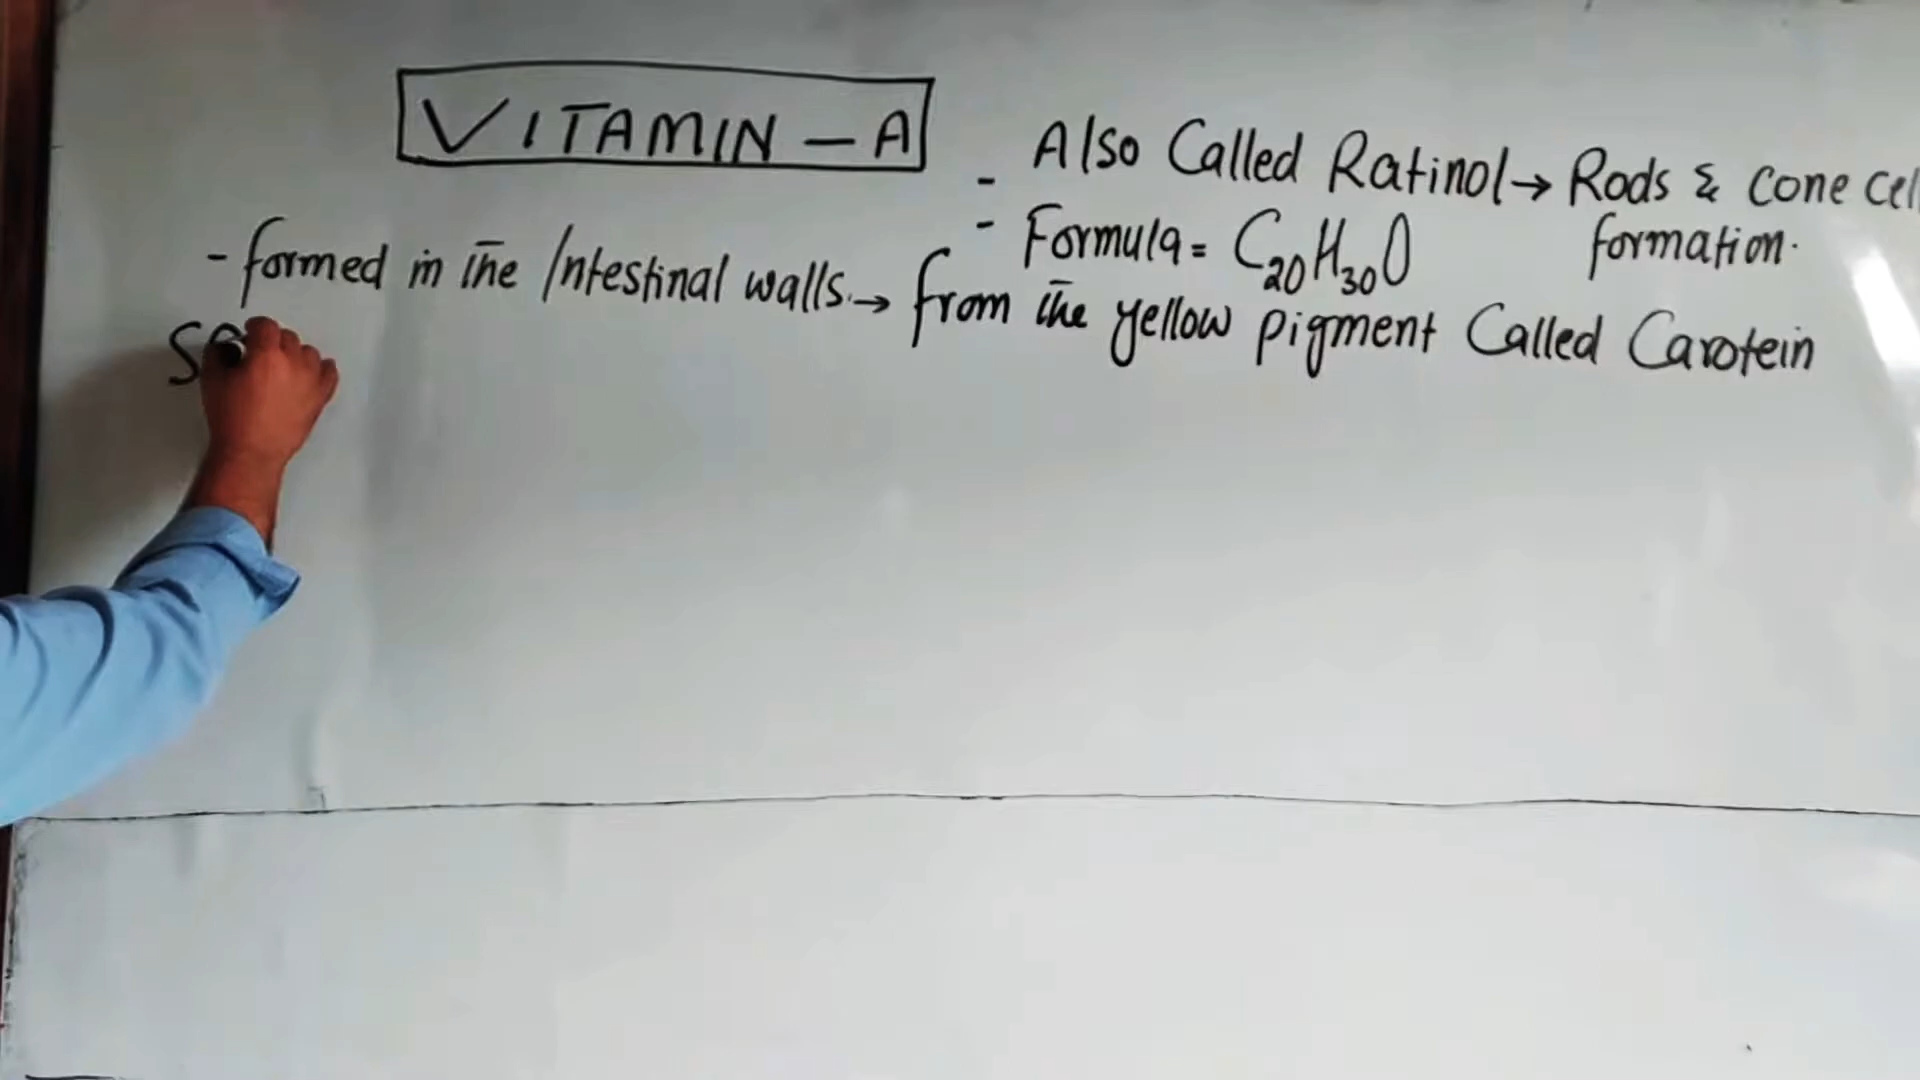 VITAMIN - A
- Also Called Ratinol → Rods & cone cel
formation.
- Formula = C₂₀H₃₀O
- formed in the Intestinal walls. → from the yellow pigment Called Carotein